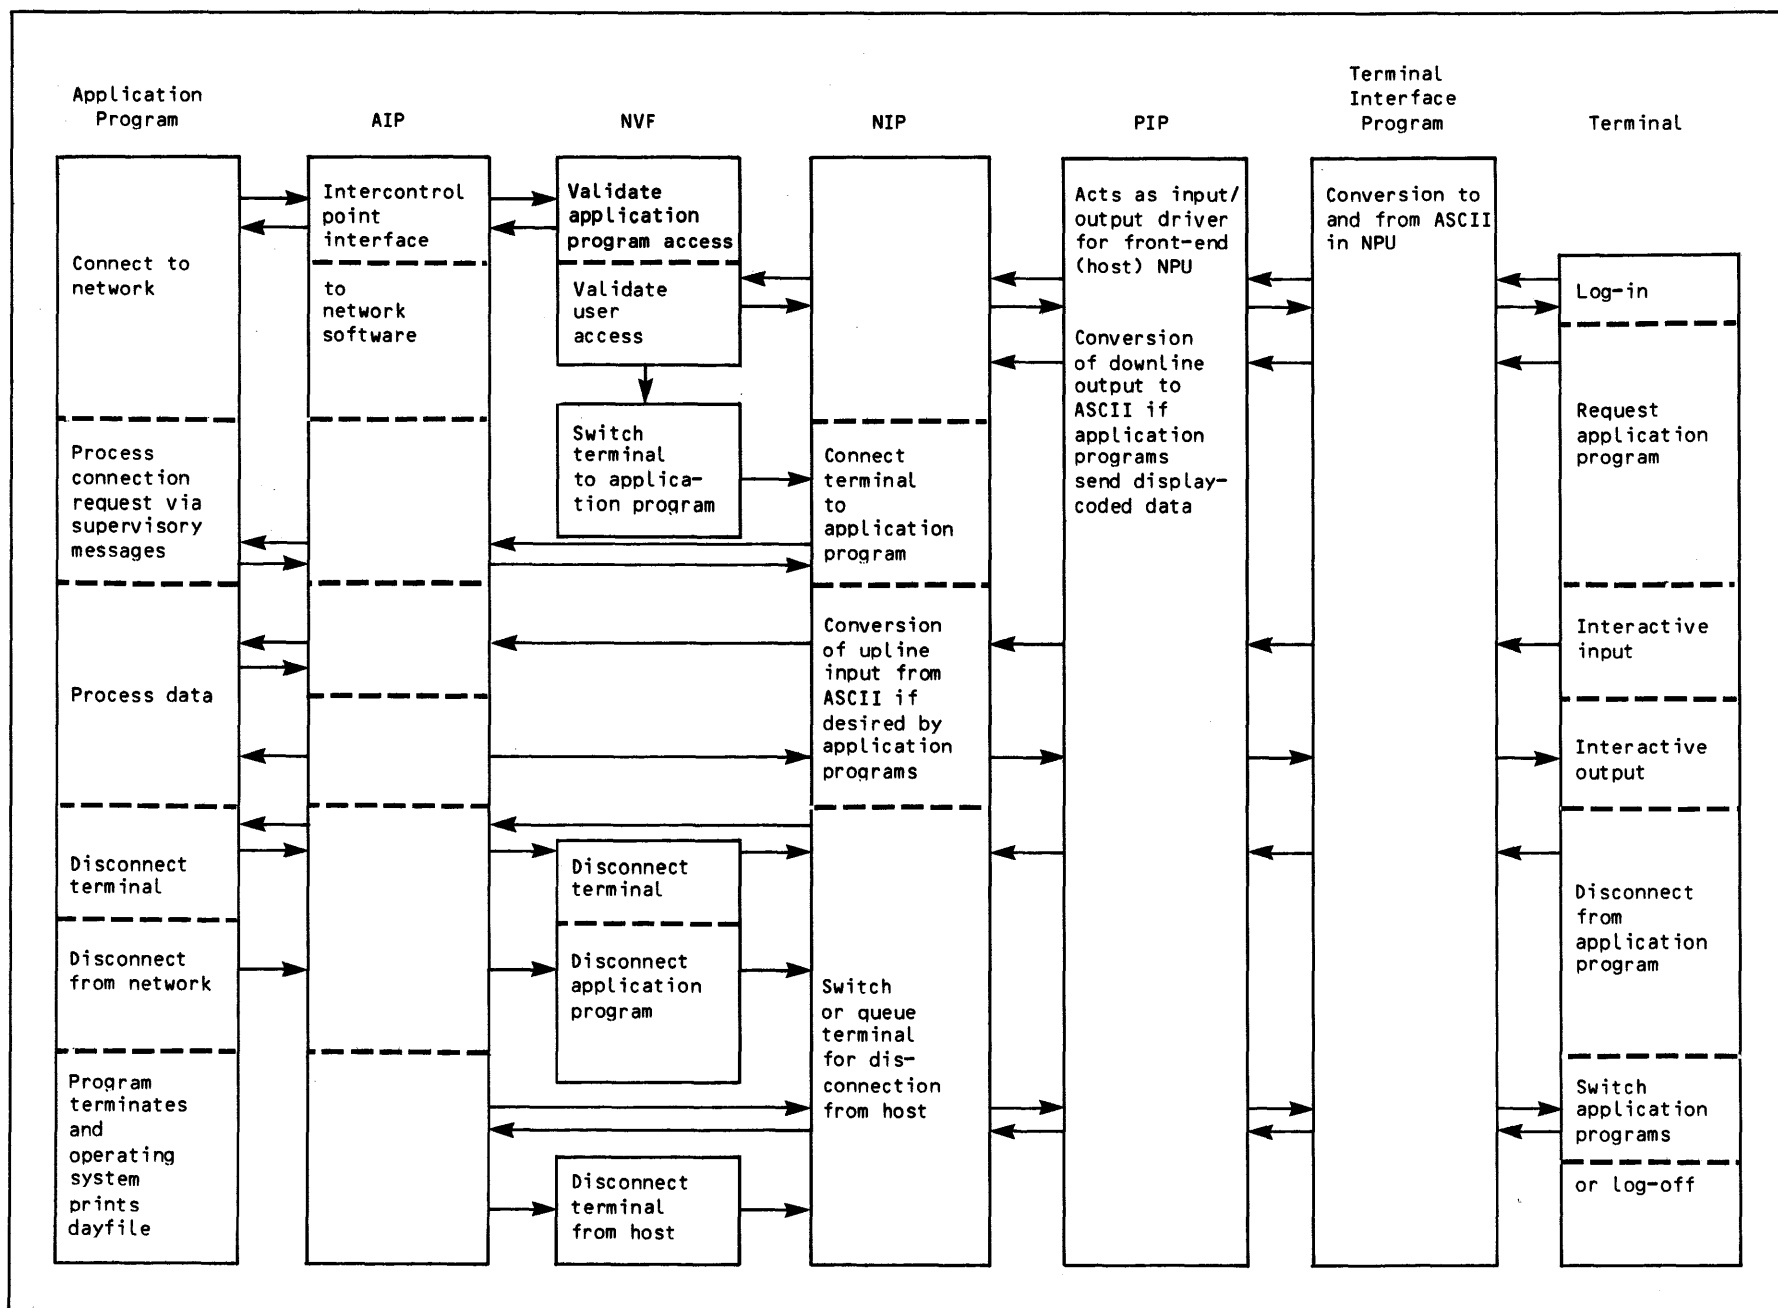 Application
Program
AIP
NVF
NIP
PIP
Terminal
Interface
Program
Terminal
Connect to
network
Process
connection
request via
supervisory
messages
Process data
Disconnect
terminal
Disconnect
from network
Program
terminates
and
operating
system
prints
dayfile
Intercontrol
point
interface
to
network
software
Validate
application
program access
Validate
user
access
Switch
terminal
to applica-
tion program
Disconnect
terminal
Disconnect
application
program
Disconnect
terminal
from host
Connect
terminal
to
application
program
Conversion
of upline
input from
ASCII if
desired by
application
programs
Switch
or queue
terminal
for dis-
connection
from host
Acts as input/
output driver
for front-end
(host) NPU
Conversion
of downline
output to
ASCII if
application
programs
send display-
coded data
Conversion to
and from ASCII
in NPU
Log-in
Request
application
program
Interactive
input
Interactive
output
Disconnect
from
application
program
Switch
application
programs
or log-off